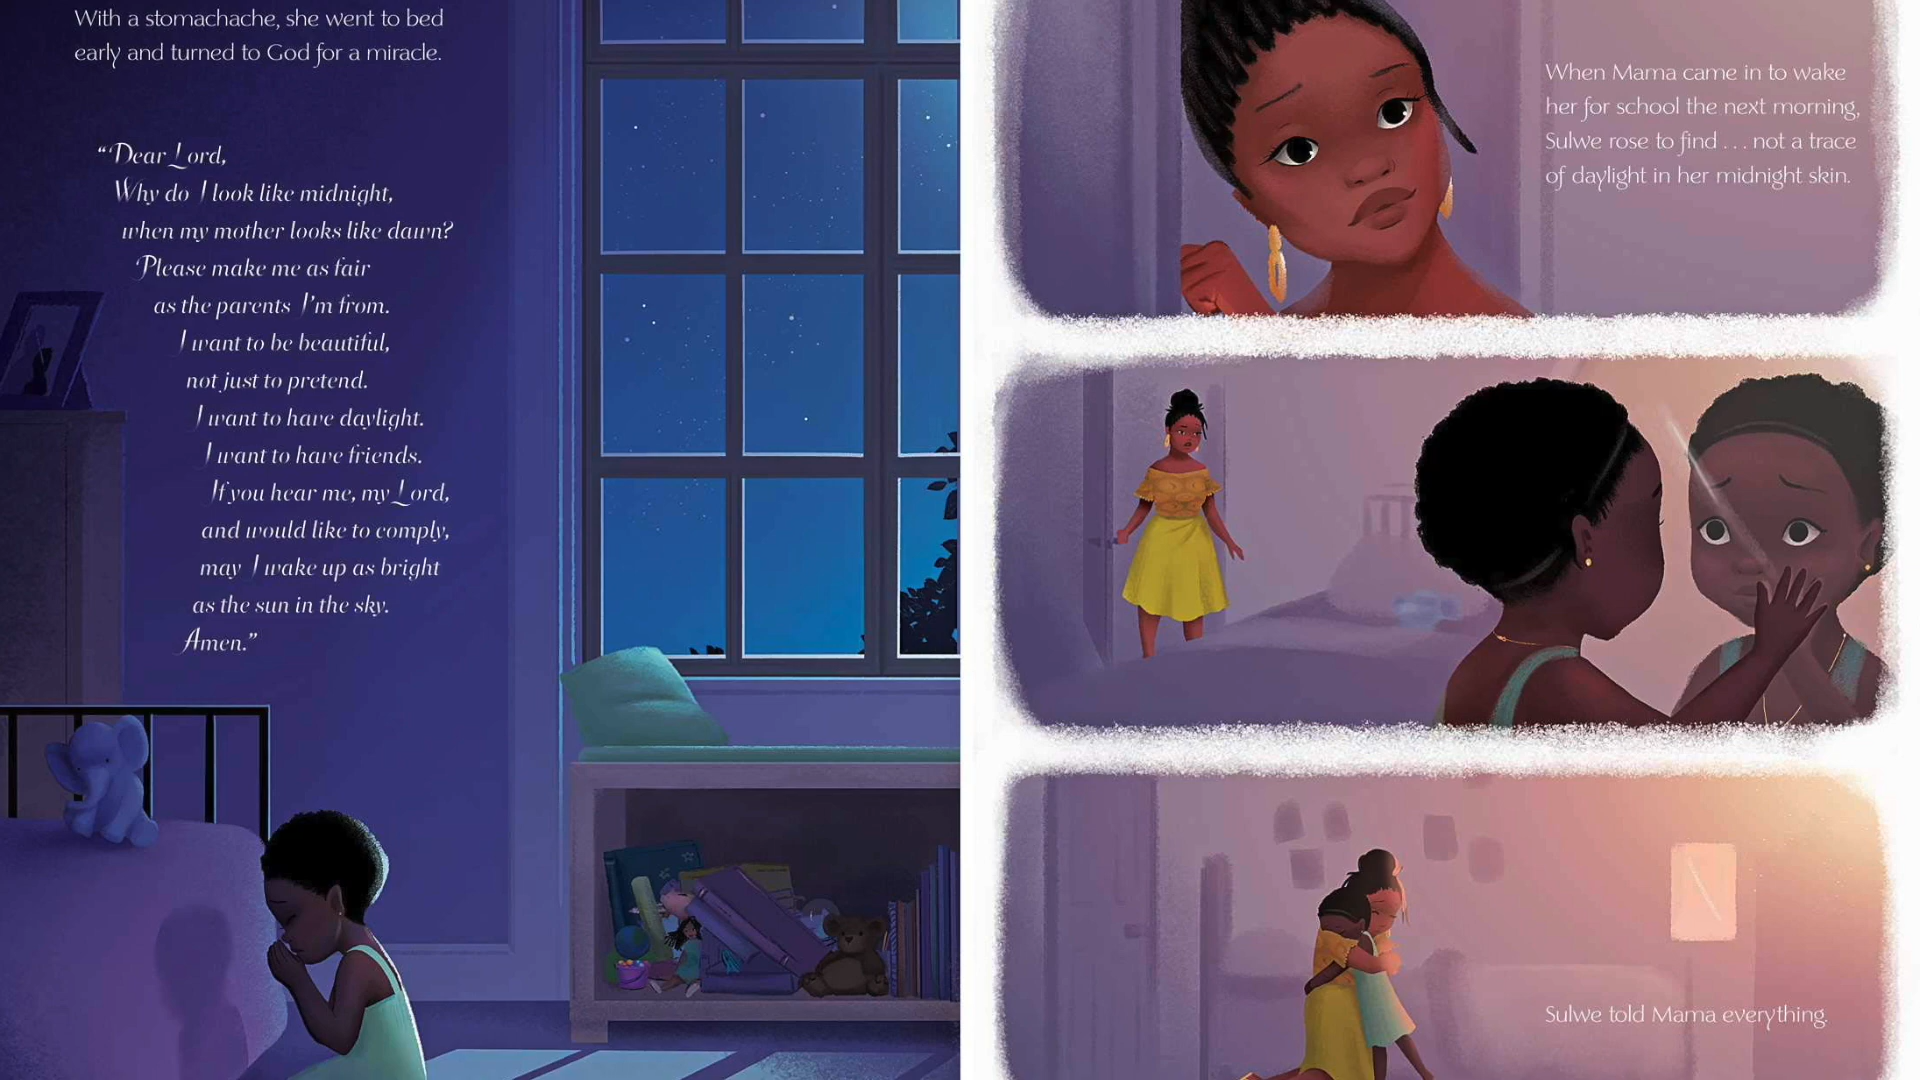 With a stomachache, she went to bed
early and turned to God for a miracle.
“Dear Lord,
Why do I look like midnight,
when my mother looks like dawn?
Please make me as fair
as the parents I’m from.
I want to be beautiful,
not just to pretend.
I want to have daylight.
I want to have friends.
If you hear me, my Lord,
and would like to comply,
may I wake up as bright
as the sun in the sky.
Amen.”
When Mama came in to wake
her for school the next morning,
Sulwe rose to find . . . not a trace
of daylight in her midnight skin.
Sulwe told Mama everything.